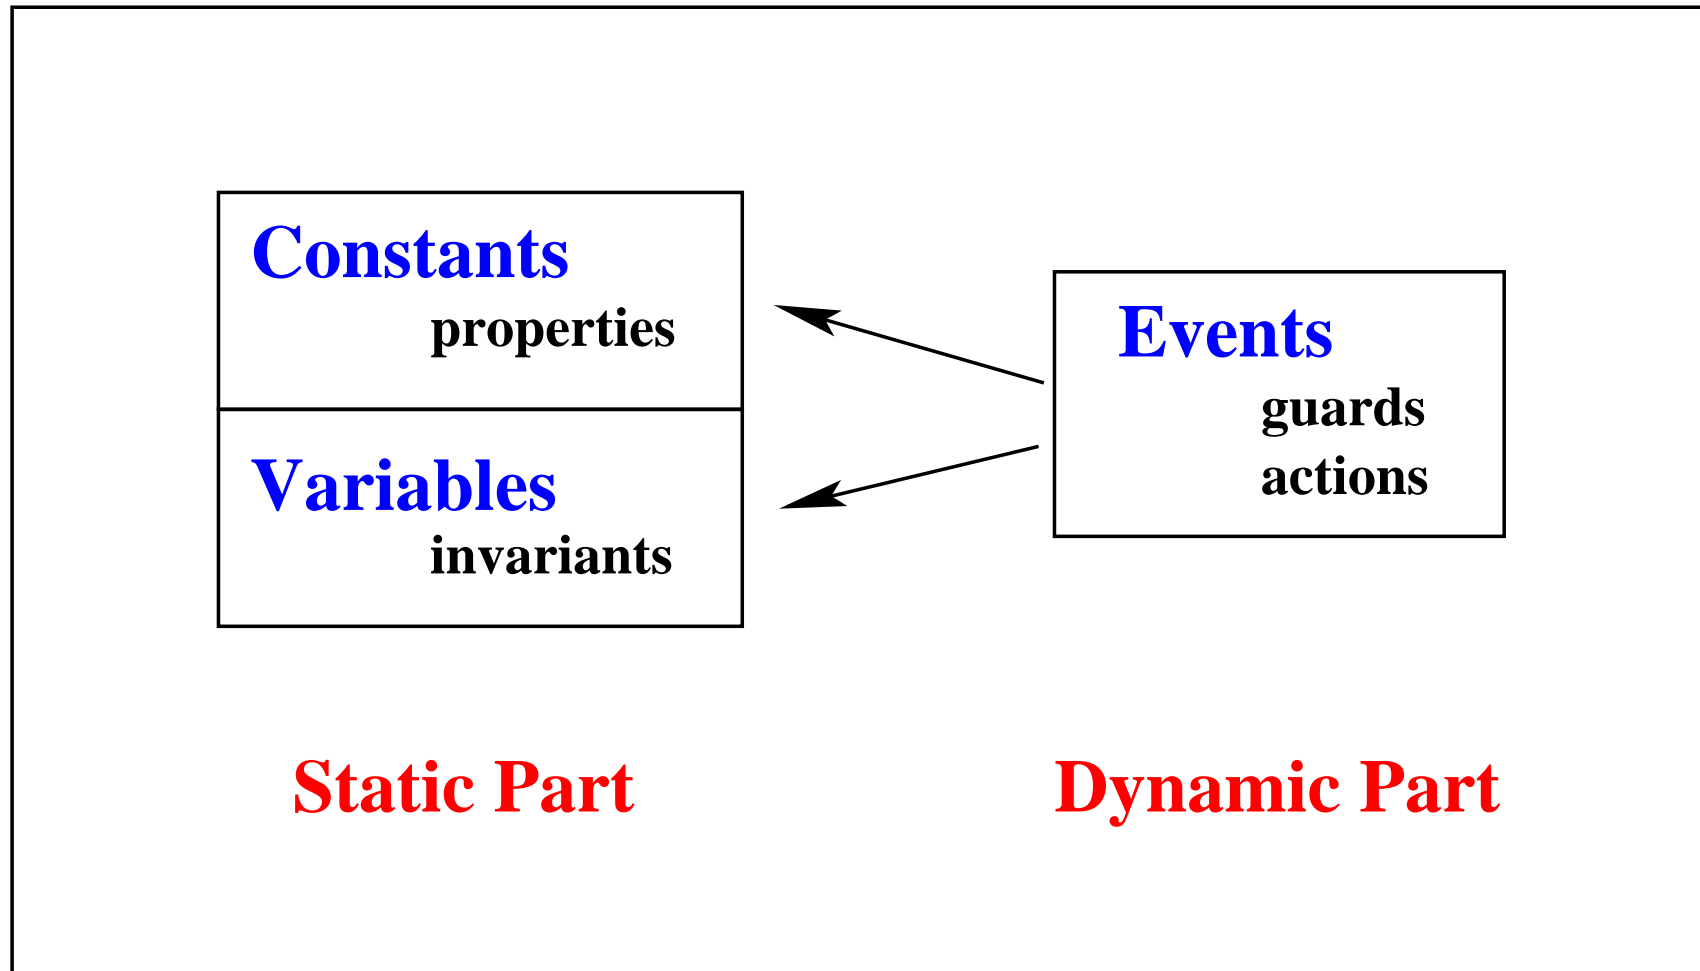 Constants
properties
Variables
invariants
Events
guards
actions
Static Part
Dynamic Part